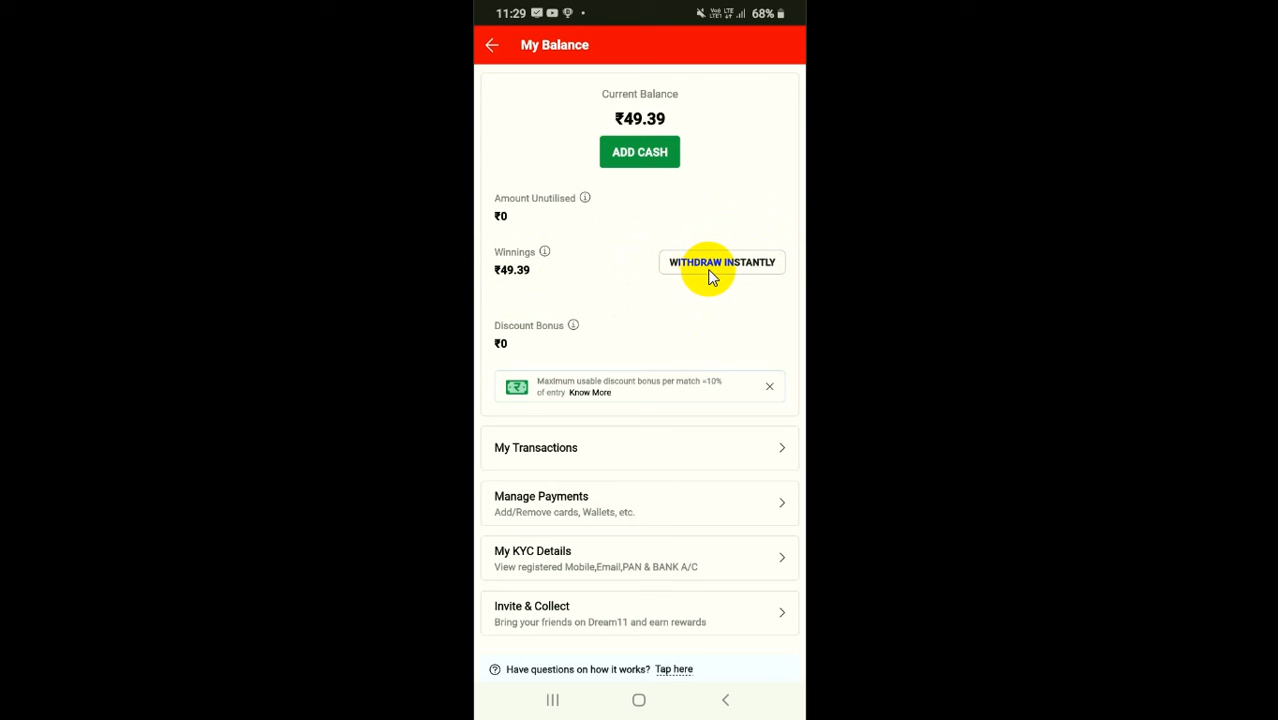 11:29 68%
My Balance
Current Balance
₹49.39
ADD CASH
Amount Unutilised
₹0
Winnings
₹49.39
WITHDRAW INSTANTLY
Discount Bonus
₹0
Maximum usable discount bonus per match =10%
of entry Know More
My Transactions
Manage Payments
Add/Remove cards, Wallets, etc.
My KYC Details
View registered Mobile,Email,PAN & BANK A/C
Invite & Collect
Bring your friends on Dream11 and earn rewards
Have questions on how it works? Tap here